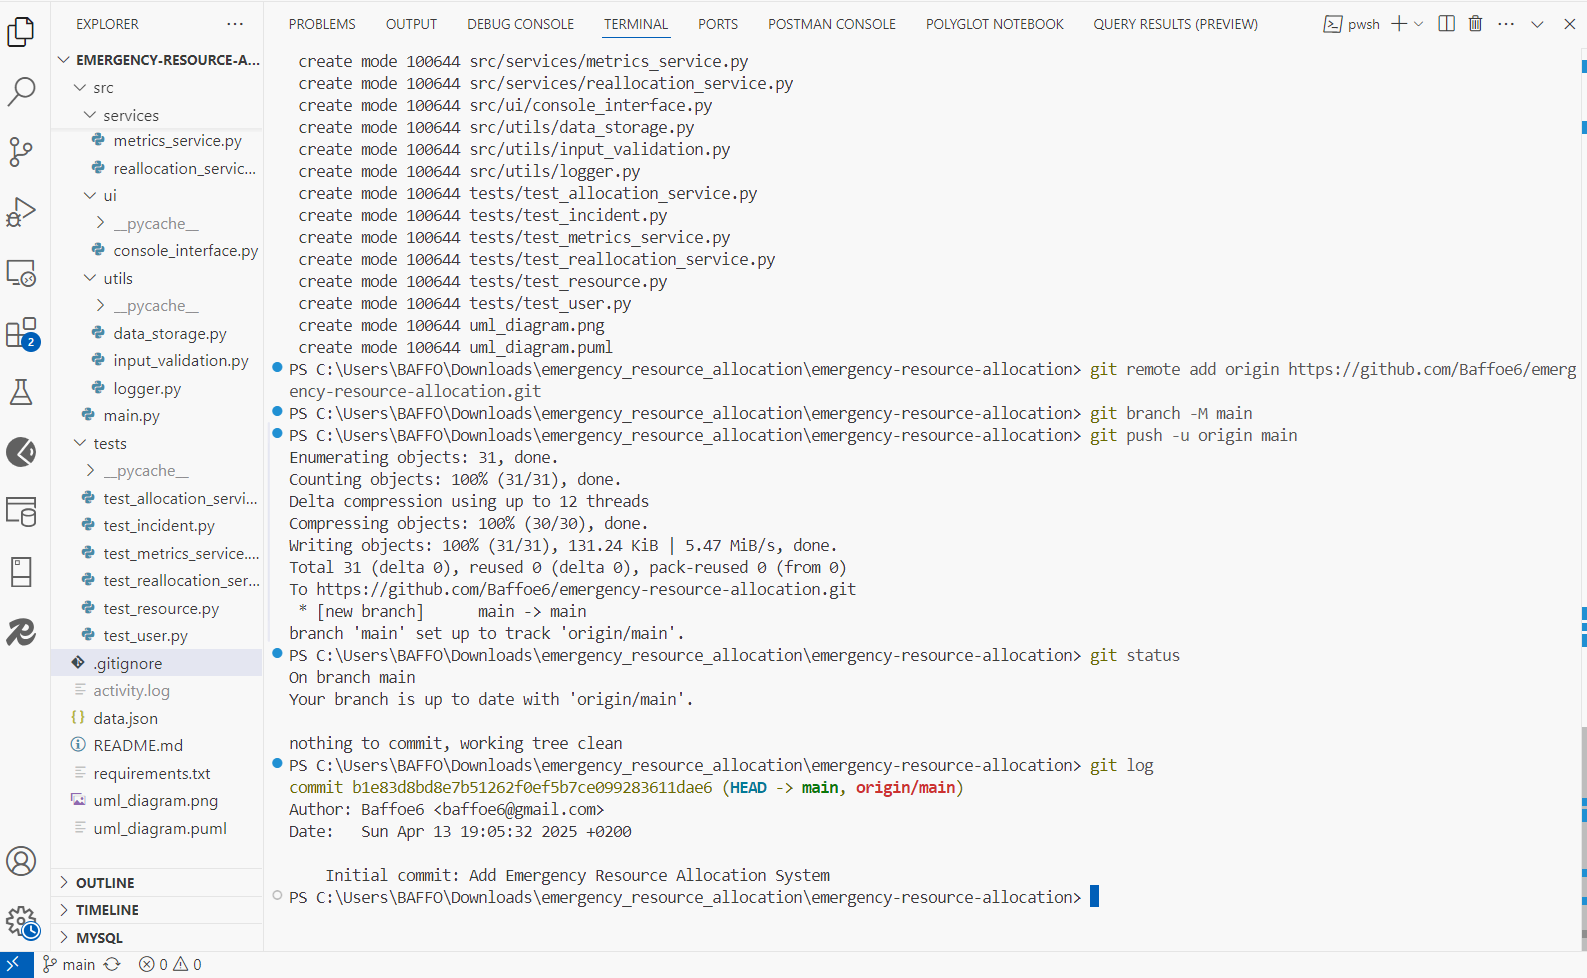 EXPLORER
EMERGENCY-RESOURCE-A...
src
services
metrics_service.py
reallocation_servic...
ui
__pycache__
console_interface.py
utils
__pycache__
data_storage.py
input_validation.py
logger.py
main.py
tests
__pycache__
test_allocation_servi...
test_incident.py
test_metrics_service....
test_reallocation_ser...
test_resource.py
test_user.py
.gitignore
activity.log
data.json
README.md
requirements.txt
uml_diagram.png
uml_diagram.puml
OUTLINE
TIMELINE
MYSQL
2
PROBLEMS OUTPUT DEBUG CONSOLE TERMINAL PORTS POSTMAN CONSOLE POLYGLOT NOTEBOOK QUERY RESULTS (PREVIEW) pwsh
create mode 100644 src/services/metrics_service.py
create mode 100644 src/services/reallocation_service.py
create mode 100644 src/ui/console_interface.py
create mode 100644 src/utils/data_storage.py
create mode 100644 src/utils/input_validation.py
create mode 100644 src/utils/logger.py
create mode 100644 tests/test_allocation_service.py
create mode 100644 tests/test_incident.py
create mode 100644 tests/test_metrics_service.py
create mode 100644 tests/test_reallocation_service.py
create mode 100644 tests/test_resource.py
create mode 100644 tests/test_user.py
create mode 100644 uml_diagram.png
create mode 100644 uml_diagram.puml
PS C:\Users\BAFFO\Downloads\emergency_resource_allocation\emergency-resource-allocation> git remote add origin https://github.com/Baffoe6/emerg
ency-resource-allocation.git
PS C:\Users\BAFFO\Downloads\emergency_resource_allocation\emergency-resource-allocation> git branch -M main
PS C:\Users\BAFFO\Downloads\emergency_resource_allocation\emergency-resource-allocation> git push -u origin main
Enumerating objects: 31, done.
Counting objects: 100% (31/31), done.
Delta compression using up to 12 threads
Compressing objects: 100% (30/30), done.
Writing objects: 100% (31/31), 131.24 KiB | 5.47 MiB/s, done.
Total 31 (delta 0), reused 0 (delta 0), pack-reused 0 (from 0)
To https://github.com/Baffoe6/emergency-resource-allocation.git
* [new branch] main -> main
branch 'main' set up to track 'origin/main'.
PS C:\Users\BAFFO\Downloads\emergency_resource_allocation\emergency-resource-allocation> git status
On branch main
Your branch is up to date with 'origin/main'.
nothing to commit, working tree clean
PS C:\Users\BAFFO\Downloads\emergency_resource_allocation\emergency-resource-allocation> git log
commit b1e83d8bd8e7b51262f0ef5b7ce099283611dae6 (HEAD -> main, origin/main)
Author: Baffoe6 <baffoe6@gmail.com>
Date: Sun Apr 13 19:05:32 2025 +0200
Initial commit: Add Emergency Resource Allocation System
PS C:\Users\BAFFO\Downloads\emergency_resource_allocation\emergency-resource-allocation>
main 0 0